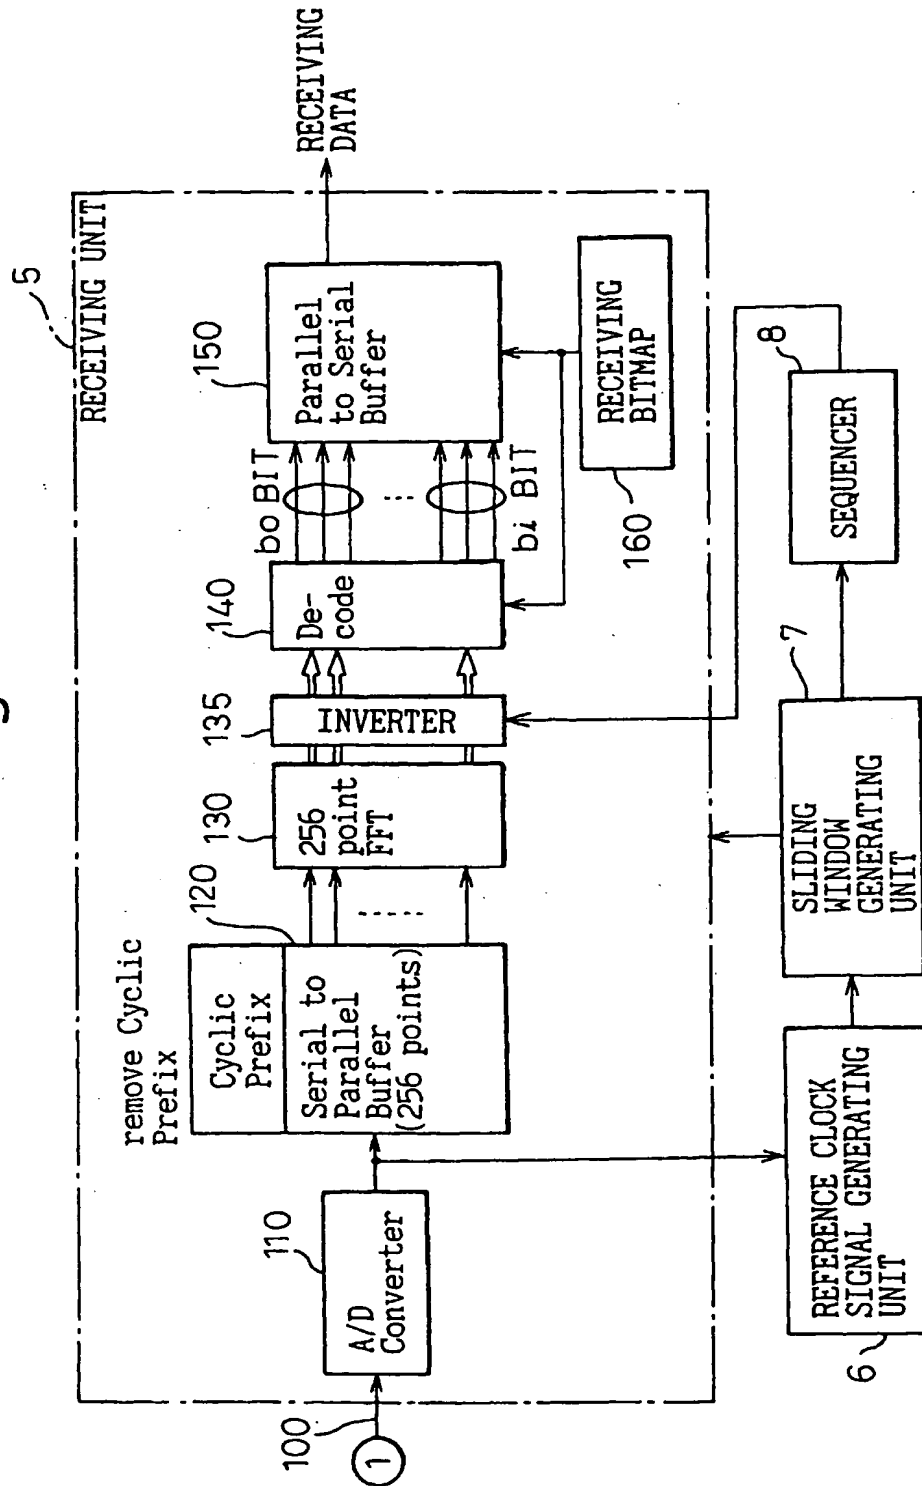 5
RECEIVING UNIT
RECEIVING
DATA
1
100
110
A/D
Converter
remove Cyclic
Prefix
120
Cyclic
Prefix
Serial to
Parallel
Buffer
(256 points)
130
256
point
FFT
135
INVERTER
140
De-
code
bo BIT
bi BIT
150
Parallel
to Serial
Buffer
160
RECEIVING
BITMAP
6
REFERENCE CLOCK
SIGNAL GENERATING
UNIT
7
SLIDING
WINDOW
GENERATING
UNIT
8
SEQUENCER